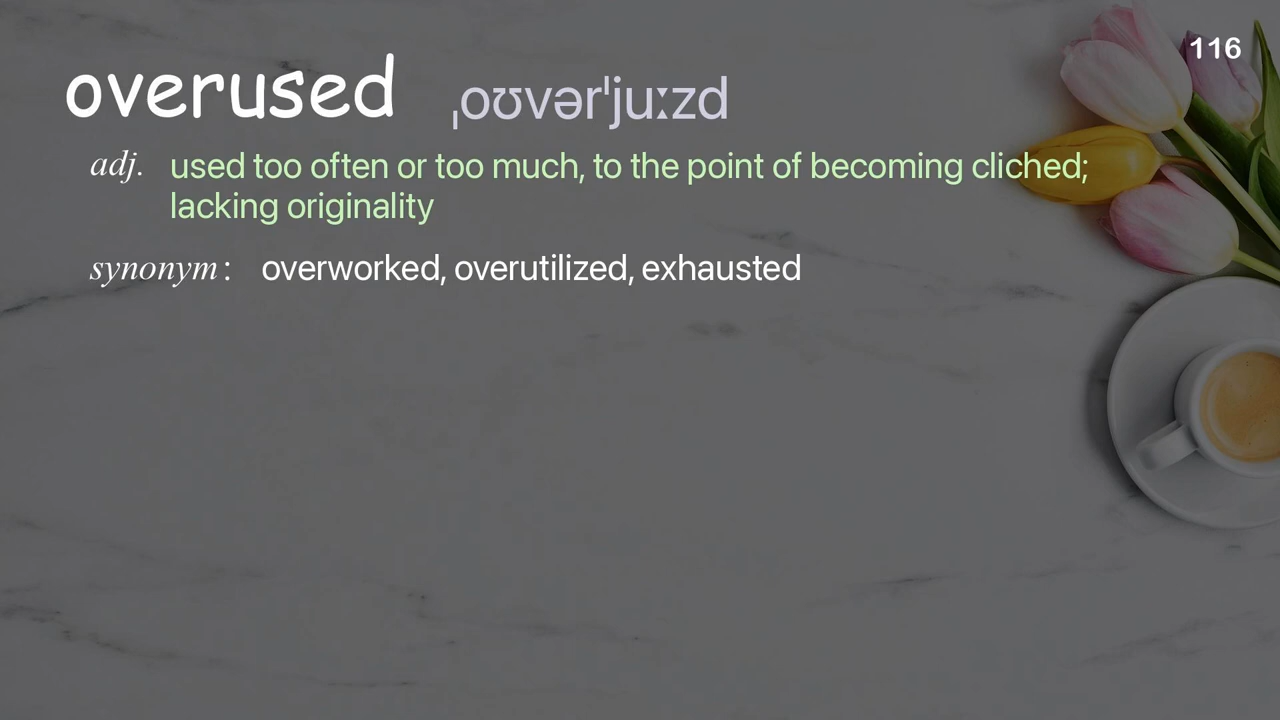 116
overused ˌoʊvərˈjuːzd
adj. used too often or too much, to the point of becoming cliched;
lacking originality
synonym: overworked, overutilized, exhausted